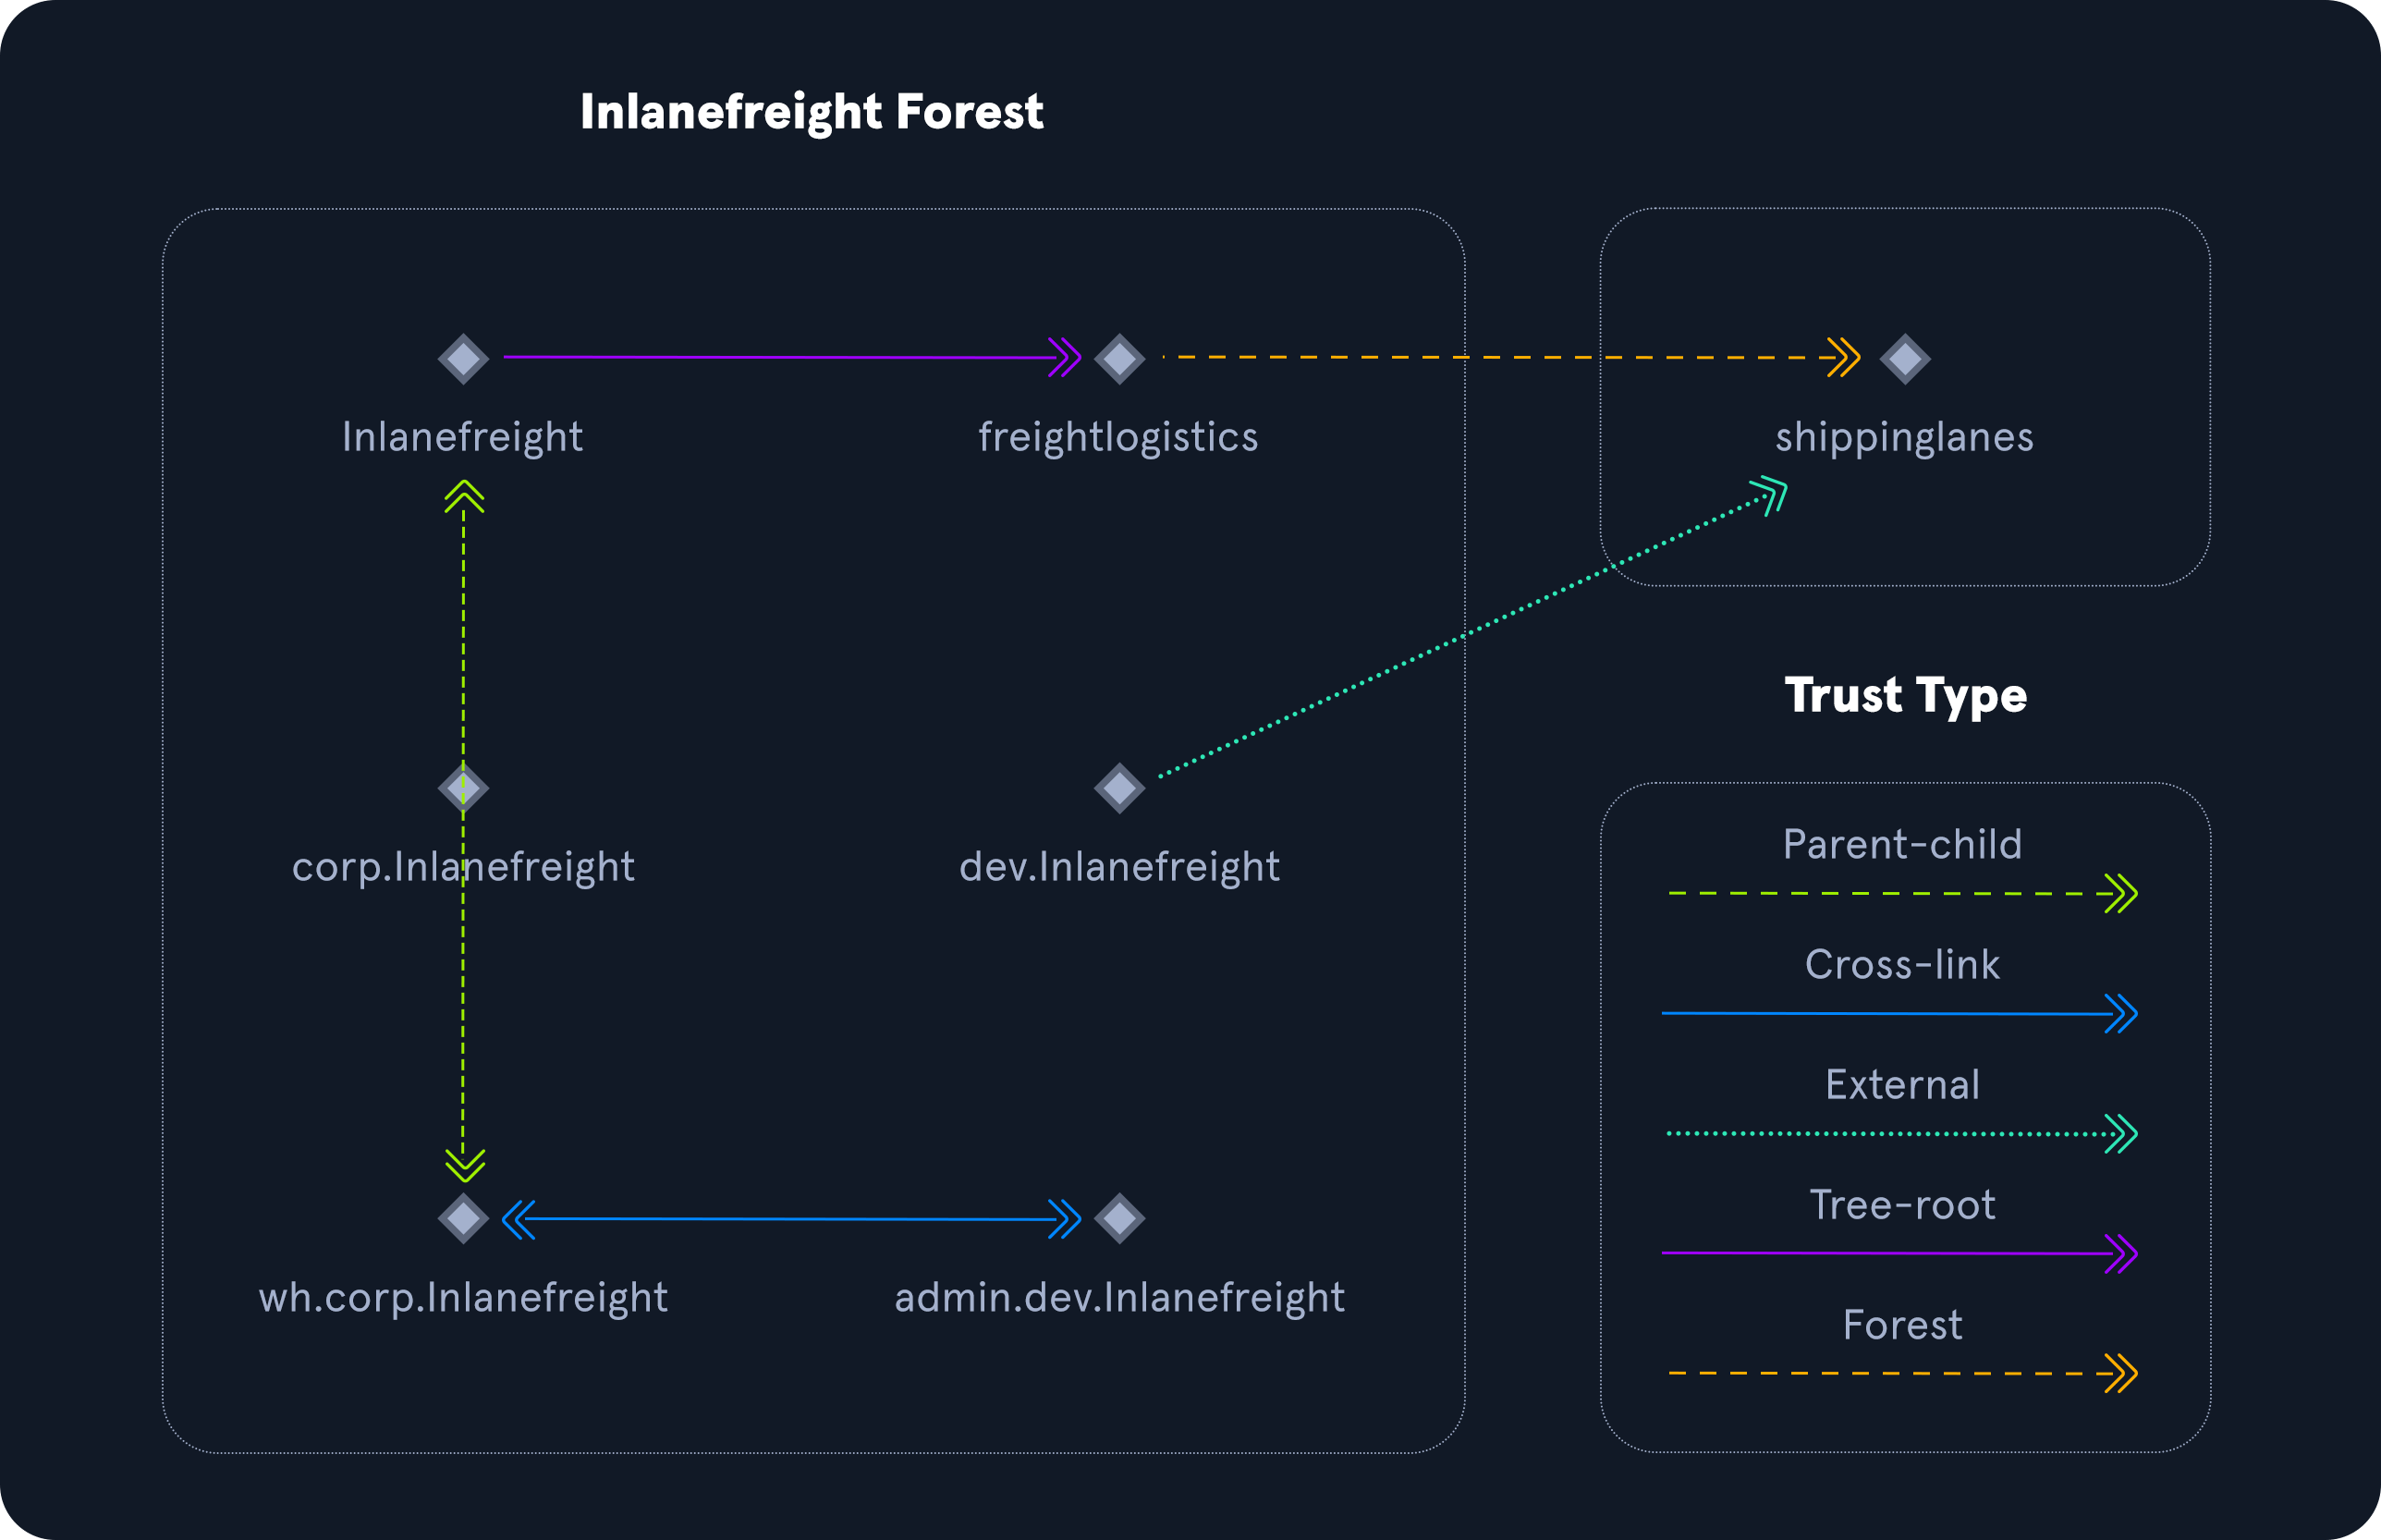 Inlanefreight Forest
Inlanefreight
freightlogistics
shippinglanes
corp.Inlanefreight
dev.Inlanefreight
wh.corp.Inlanefreight
admin.dev.Inlanefreight
Trust Type
Parent-child
Cross-link
External
Tree-root
Forest